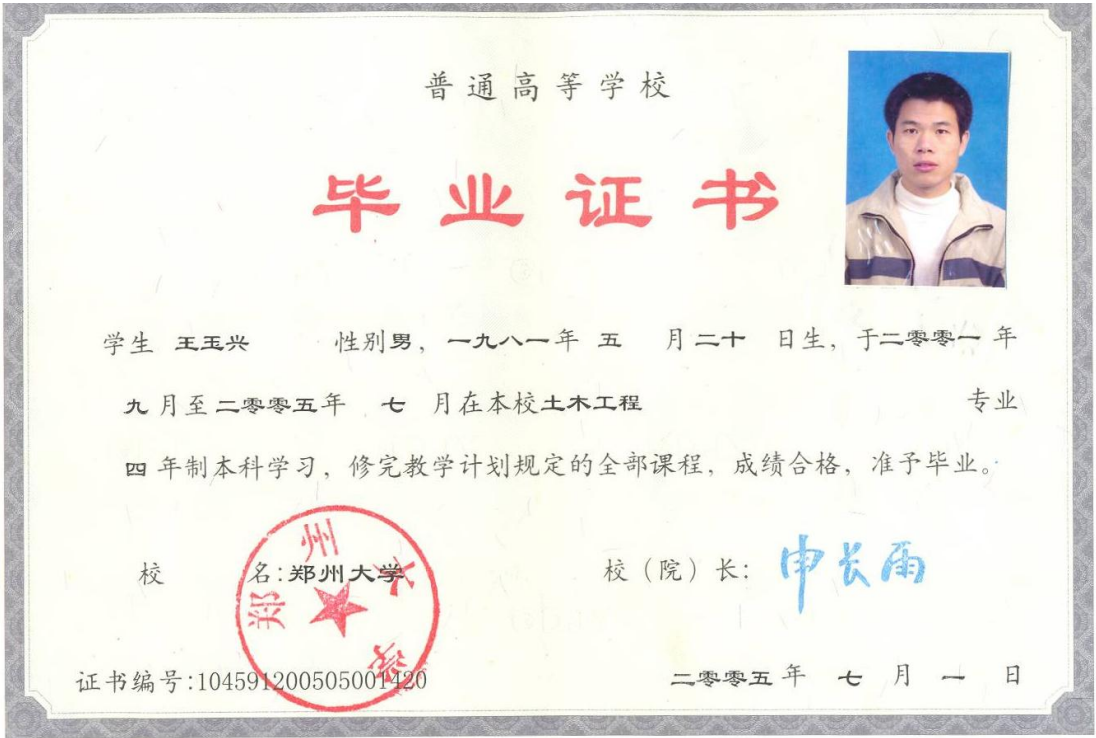 普通高等学校
毕业证书
学生 王玉兴 性别男，一九八一年 五 月二十 日生，于二零零一 年
九 月至二零零五年 七 月在本校土木工程 专业
四 年制本科学习，修完教学计划规定的全部课程，成绩合格，准予毕业。
校 名:郑州大学 校（院）长: 申长雨
郑州大学
证书编号:104591200505001420 二零零五 年 七 月 一 日